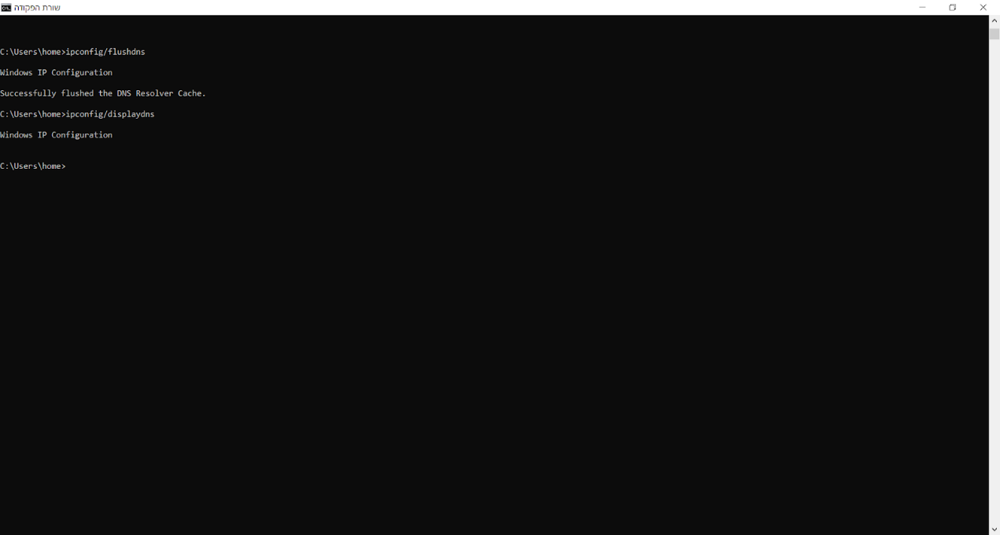 שורת הפקודה
C:\Users\home>ipconfig/flushdns
Windows IP Configuration
Successfully flushed the DNS Resolver Cache.
C:\Users\home>ipconfig/displaydns
Windows IP Configuration
C:\Users\home>